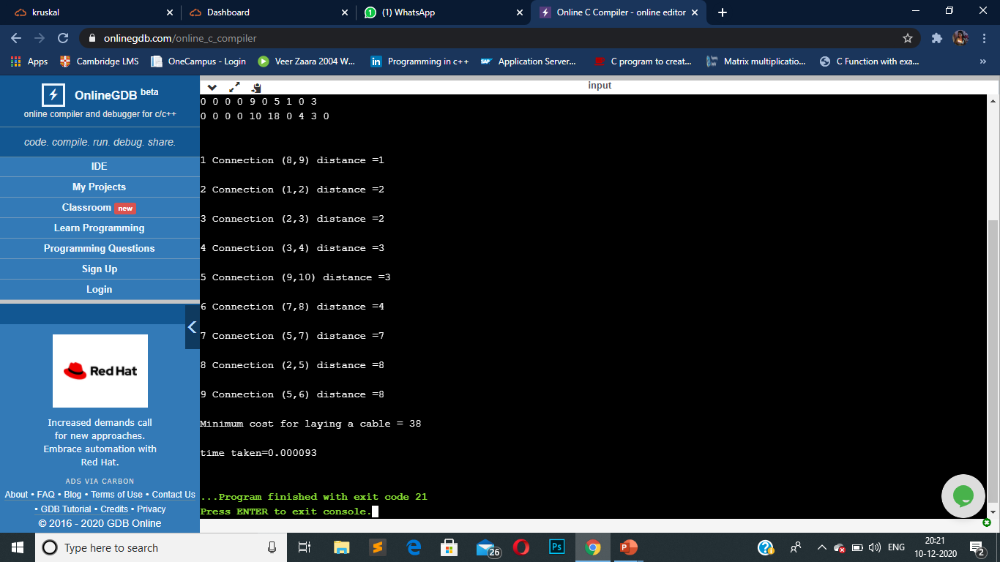 kruskal
Dashboard
(1) WhatsApp
Online C Compiler - online editor
onlinegdb.com/online_c_compiler
Apps
Cambridge LMS
OneCampus - Login
Veer Zaara 2004 W...
Programming in c++
Application Server...
C program to creat...
Matrix multiplicatio...
C Function with exa...
»
OnlineGDB beta
online compiler and debugger for c/c++
code. compile. run. debug. share.
IDE
My Projects
Classroom new
Learn Programming
Programming Questions
Sign Up
Login
Red Hat
Increased demands call
for new approaches.
Embrace automation with
Red Hat.
ADS VIA CARBON
About • FAQ • Blog • Terms of Use • Contact Us
• GDB Tutorial • Credits • Privacy
© 2016 - 2020 GDB Online
input
0 0 0 0 9 0 5 1 0 3
0 0 0 0 10 18 0 4 3 0
1 Connection (8,9) distance =1
2 Connection (1,2) distance =2
3 Connection (2,3) distance =2
4 Connection (3,4) distance =3
5 Connection (9,10) distance =3
6 Connection (7,8) distance =4
7 Connection (5,7) distance =7
8 Connection (2,5) distance =8
9 Connection (5,6) distance =8
Minimum cost for laying a cable = 38
time taken=0.000093
...Program finished with exit code 21
Press ENTER to exit console.
Type here to search
26
Ps
ENG
20:21
10-12-2020
2